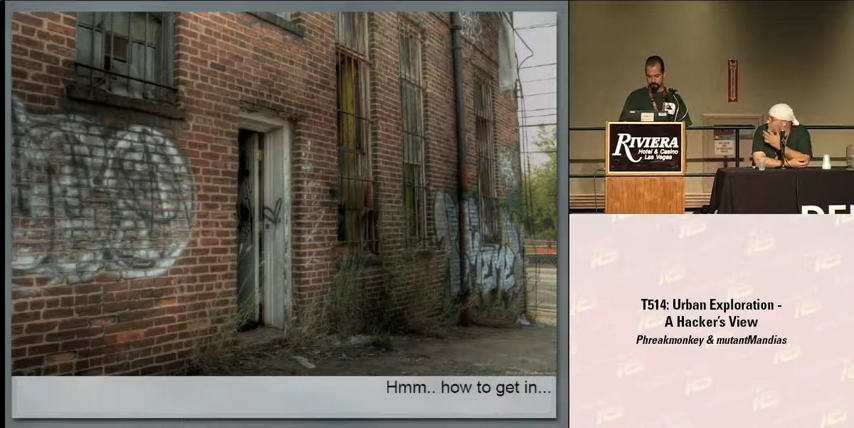 Hmm.. how to get in...
RIVIERA
Hotel & Casino
Las Vegas
T514: Urban Exploration -
A Hacker's View
Phreakmonkey & mutantMandias